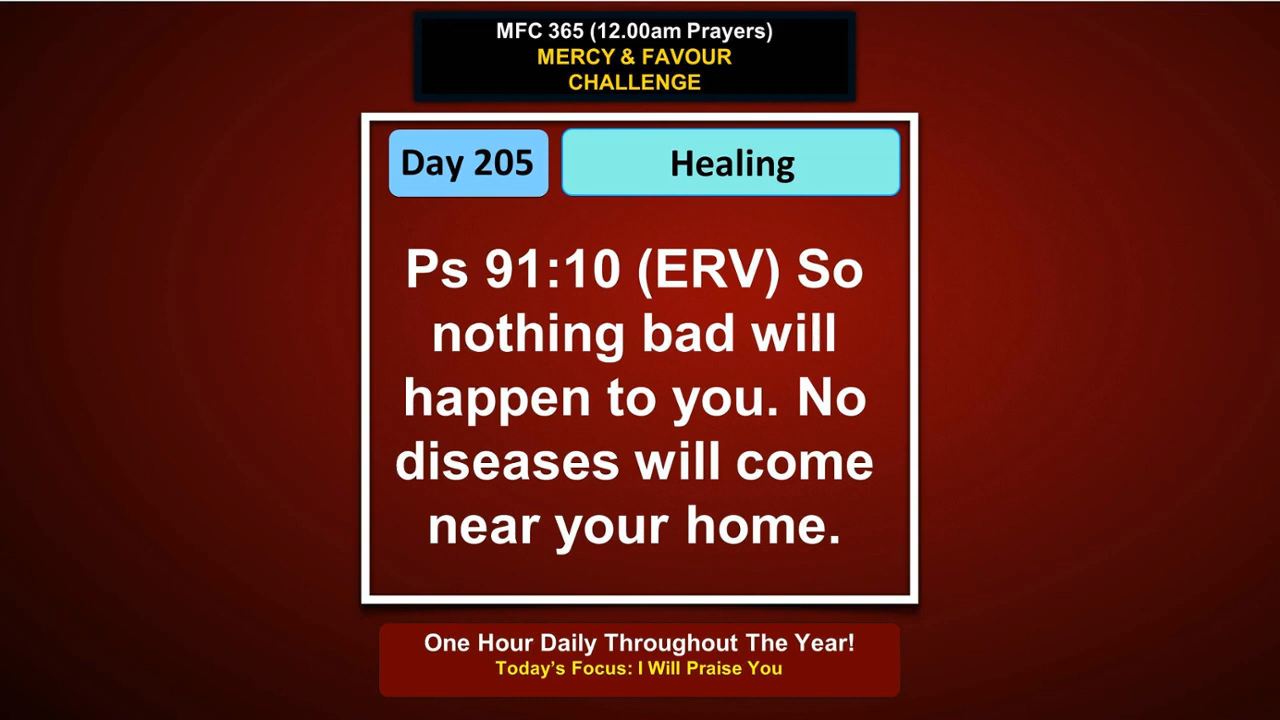 MFC 365 (12.00am Prayers)
MERCY & FAVOUR
CHALLENGE
Day 205
Healing
Ps 91:10 (ERV) So
nothing bad will
happen to you. No
diseases will come
near your home.
One Hour Daily Throughout The Year!
Today’s Focus: I Will Praise You